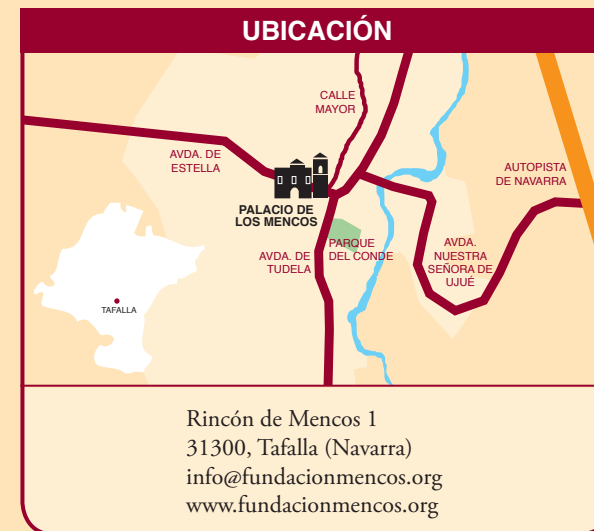 UBICACIÓN
CALLE
MAYOR
AVDA. DE
ESTELLA
AUTOPISTA
DE NAVARRA
PALACIO DE
LOS MENCOS
PARQUE
DEL CONDE
AVDA. DE
TUDELA
AVDA.
NUESTRA
SEÑORA DE
UJUÉ
TAFALLA
Rincón de Mencos 1
31300, Tafalla (Navarra)
info@fundacionmencos.org
www.fundacionmencos.org